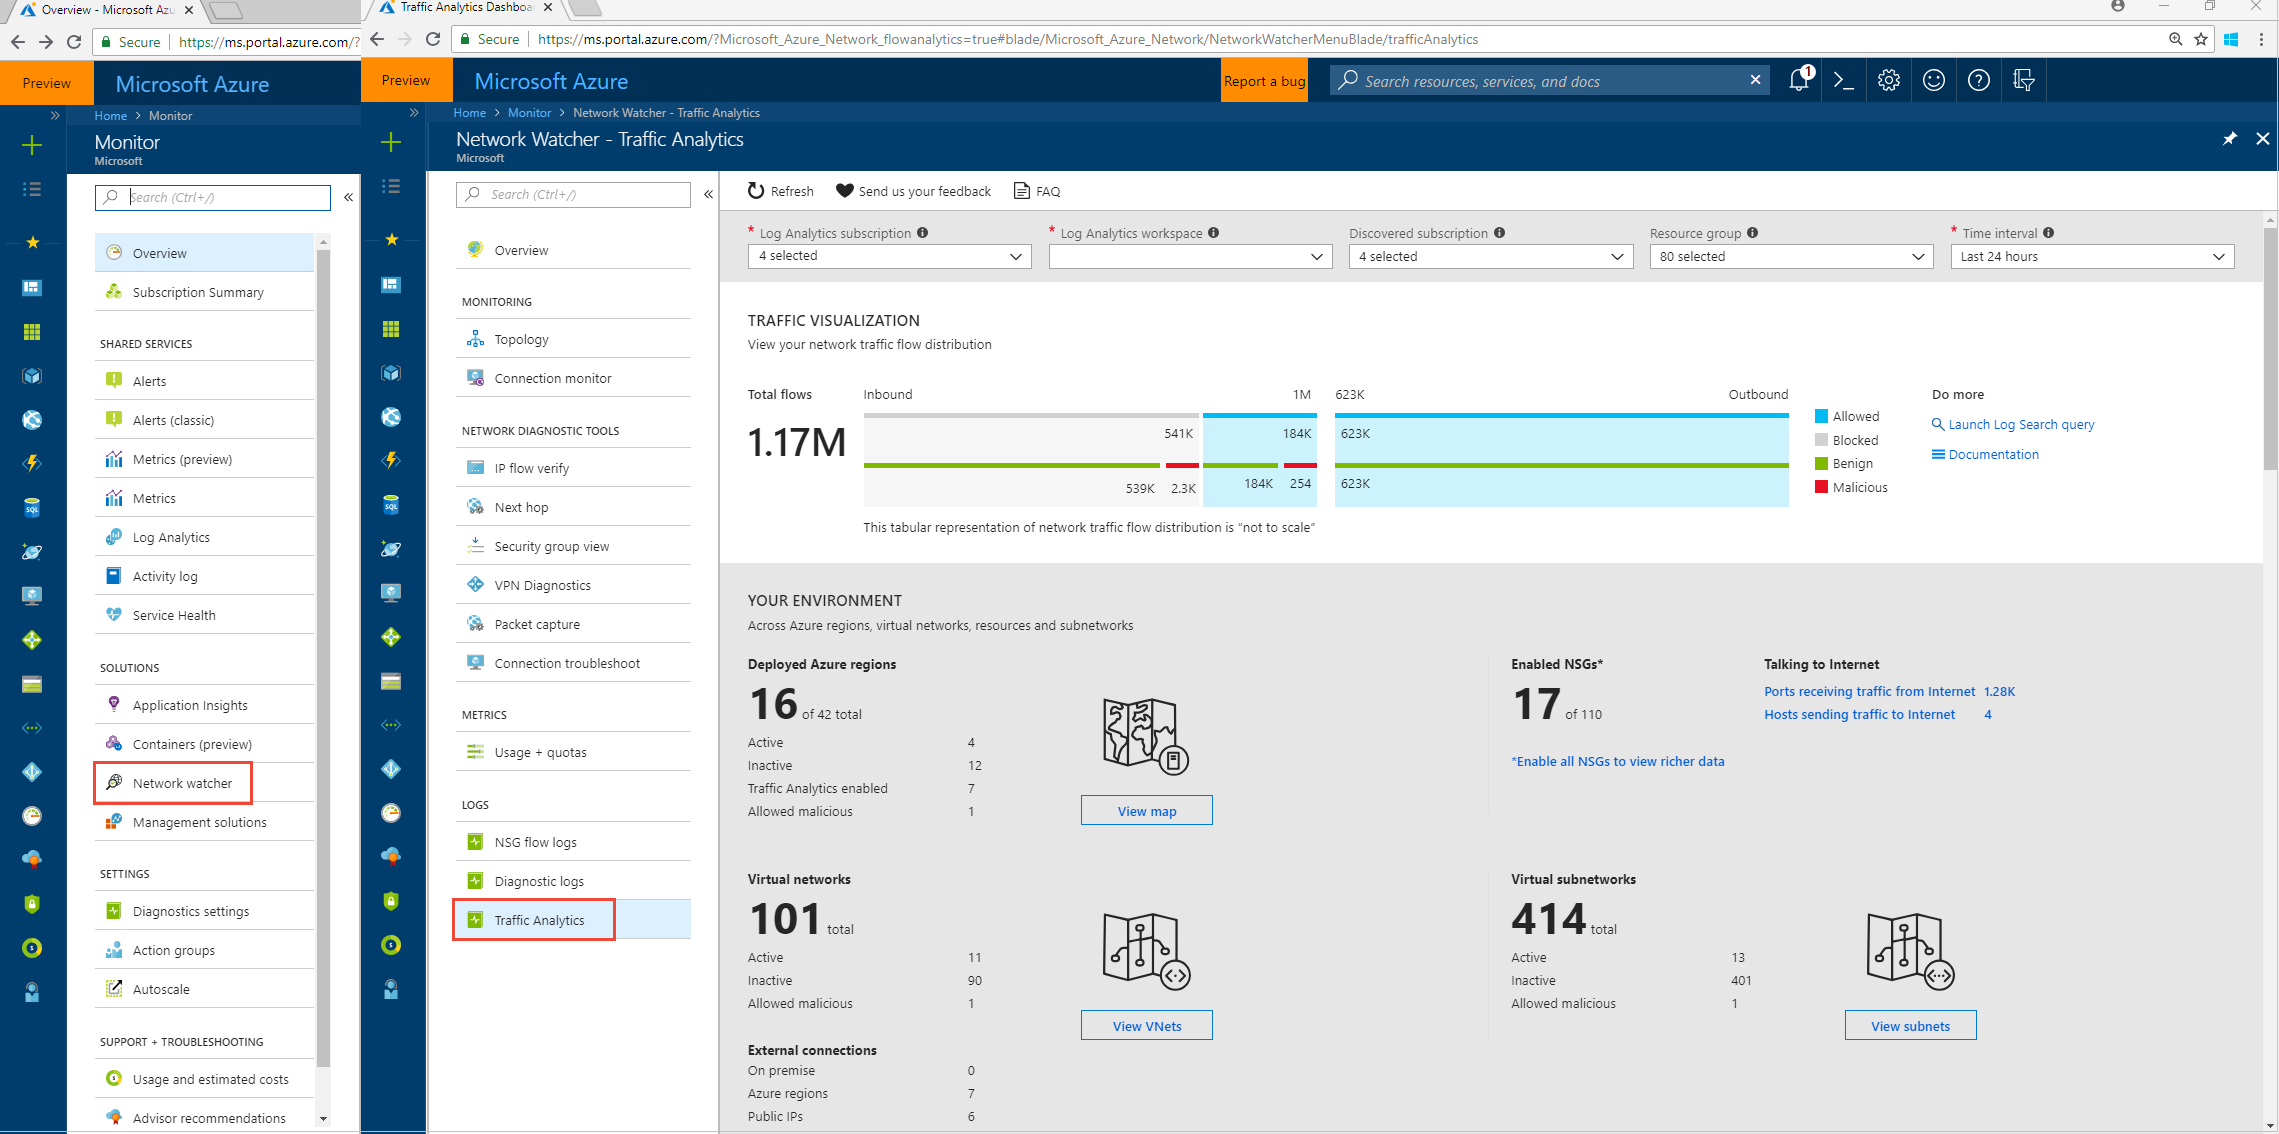 Overview - Microsoft Azu
Secure https://ms.portal.azure.com/?
Preview
Microsoft Azure
Home > Monitor
Monitor
Microsoft
Search (Ctrl+/)
Overview
Subscription Summary
SHARED SERVICES
Alerts
Alerts (classic)
Metrics (preview)
Metrics
Log Analytics
Activity log
Service Health
SOLUTIONS
Application Insights
Containers (preview)
Network watcher
Management solutions
SETTINGS
Diagnostics settings
Action groups
Autoscale
SUPPORT + TROUBLESHOOTING
Usage and estimated costs
Advisor recommendations
Traffic Analytics Dashboa
Secure https://ms.portal.azure.com/?Microsoft_Azure_Network_flowanalytics=true#blade/Microsoft_Azure_Network/NetworkWatcherMenuBlade/trafficAnalytics
Preview
Microsoft Azure
Report a bug
Search resources, services, and docs
1
Home > Monitor > Network Watcher - Traffic Analytics
Network Watcher - Traffic Analytics
Microsoft
Search (Ctrl+/)
Overview
MONITORING
Topology
Connection monitor
NETWORK DIAGNOSTIC TOOLS
IP flow verify
Next hop
Security group view
VPN Diagnostics
Packet capture
Connection troubleshoot
METRICS
Usage + quotas
LOGS
NSG flow logs
Diagnostic logs
Traffic Analytics
Refresh Send us your feedback FAQ
* Log Analytics subscription * Log Analytics workspace Discovered subscription Resource group * Time interval
4 selected 4 selected 80 selected Last 24 hours
TRAFFIC VISUALIZATION
View your network traffic flow distribution
Total flows Inbound 1M 623K Outbound Do more
1.17M
541K 184K 623K
539K 2.3K 184K 254 623K
Allowed
Blocked
Benign
Malicious
Launch Log Search query
Documentation
This tabular representation of network traffic flow distribution is “not to scale”
YOUR ENVIRONMENT
Across Azure regions, virtual networks, resources and subnetworks
Deployed Azure regions
16 of 42 total
Active 4
Inactive 12
Traffic Analytics enabled 7
Allowed malicious 1
View map
Enabled NSGs*
17 of 110
*Enable all NSGs to view richer data
Talking to Internet
Ports receiving traffic from Internet 1.28K
Hosts sending traffic to Internet 4
Virtual networks
101 total
Active 11
Inactive 90
Allowed malicious 1
View VNets
Virtual subnetworks
414 total
Active 13
Inactive 401
Allowed malicious 1
View subnets
External connections
On premise 0
Azure regions 7
Public IPs 6